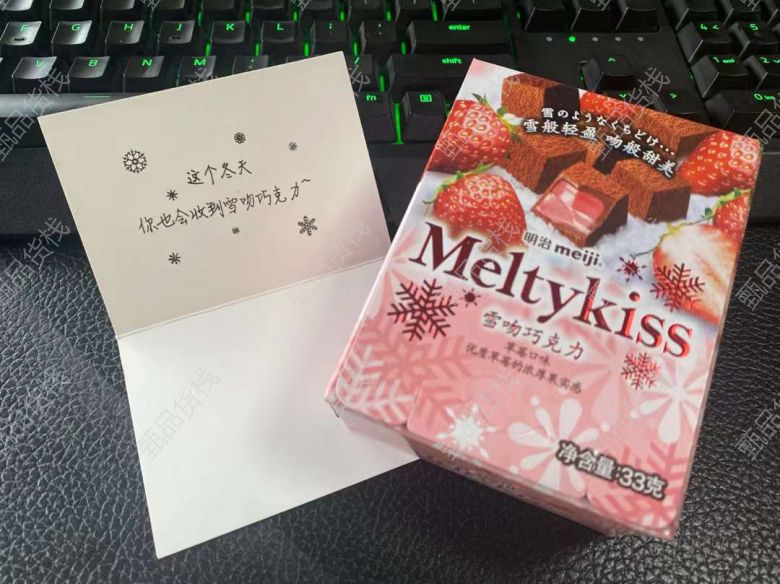 这个冬天
你也会收到雪吻巧克力~
雪のようなくちどけ・・・
雪般轻盈 吻般甜美
明治 meiji
Meltykiss
雪吻巧克力
草莓口味
优质草莓的浓厚果实感
净含量:33克
enter
shift
fn
E R T Y U
F G H J K
V B N M
甄品货栈